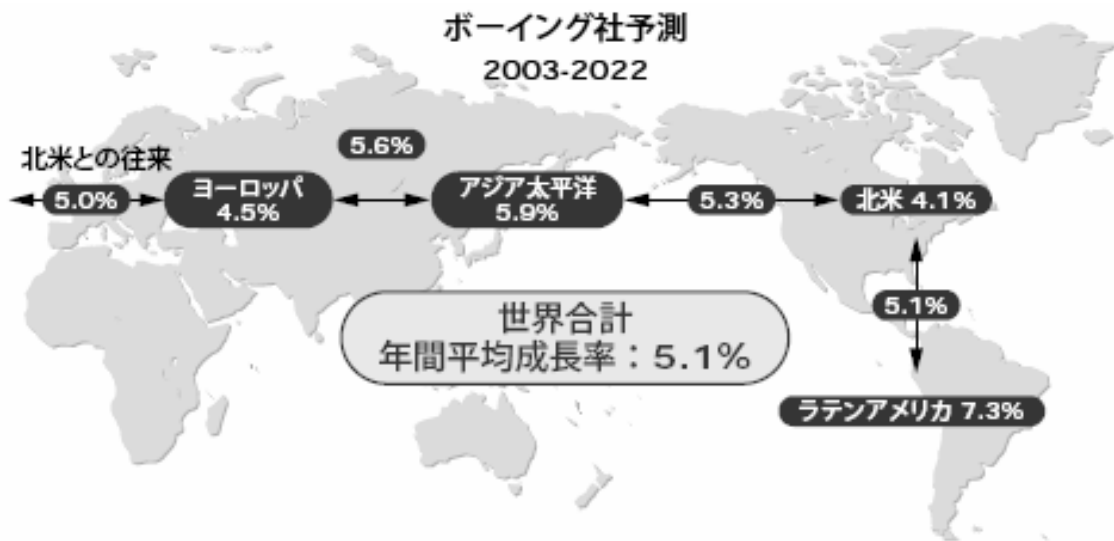 ボーイング社予測
2003-2022
5.6%
北米との往来
5.0%
ヨーロッパ
4.5%
アジア太平洋
5.9%
5.3%
北米 4.1%
5.1%
世界合計
年間平均成長率：5.1%
ラテンアメリカ 7.3%